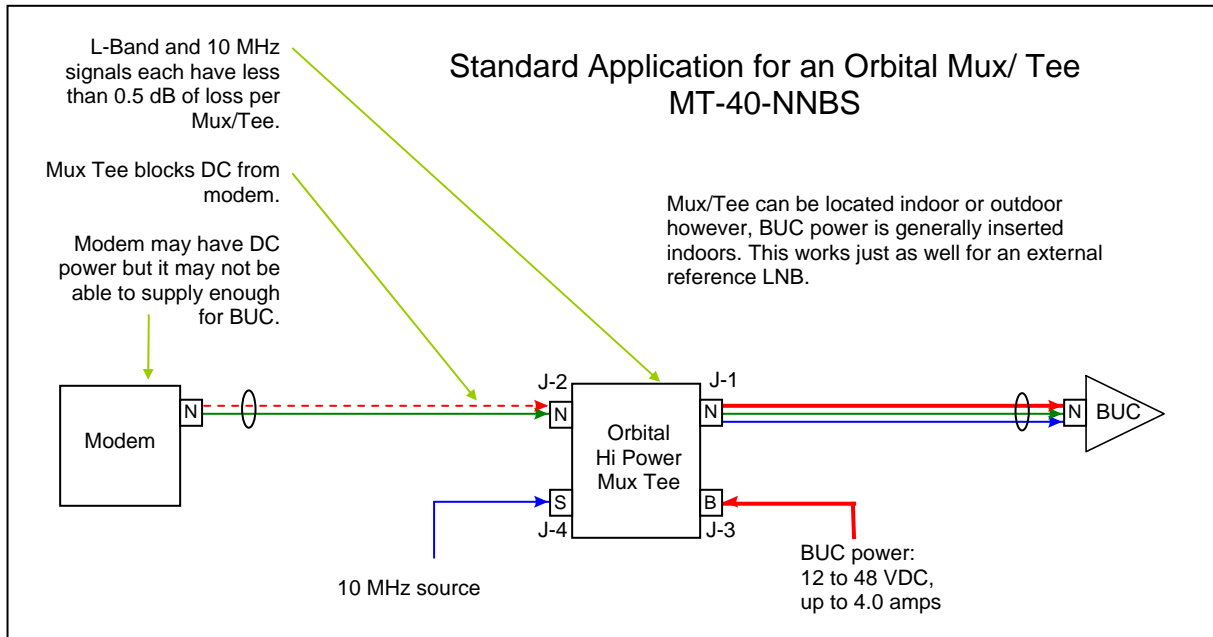 L-Band and 10 MHz
signals each have less
than 0.5 dB of loss per
Mux/Tee.
Standard Application for an Orbital Mux/ Tee
MT-40-NNBS
Mux Tee blocks DC from
modem.
Mux/Tee can be located indoor or outdoor
however, BUC power is generally inserted
indoors. This works just as well for an external
reference LNB.
Modem may have DC
power but it may not be
able to supply enough
for BUC.
J-2
J-1
N
N
N
N
BUC
Modem
Orbital
Hi Power
Mux Tee
S
B
J-4
J-3
10 MHz source
BUC power:
12 to 48 VDC,
up to 4.0 amps